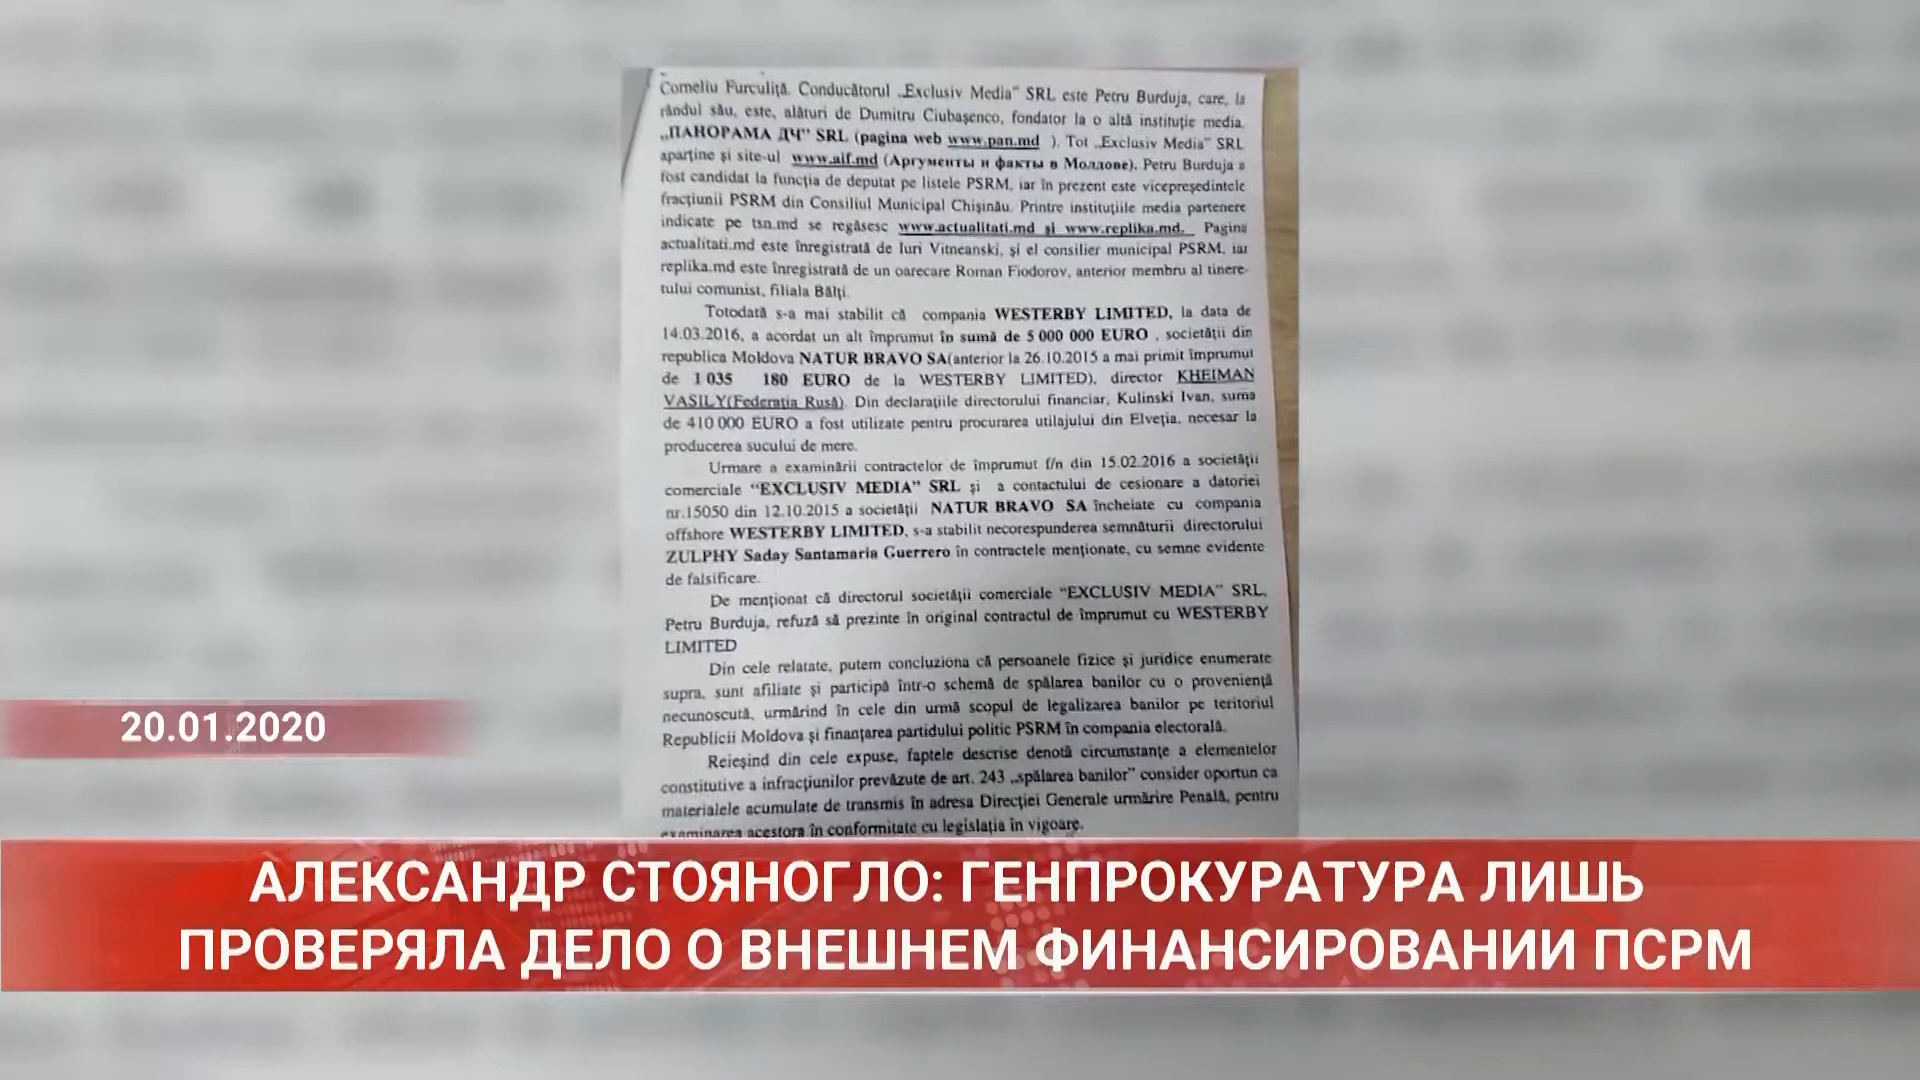 Corneliu Furculiță. Conducătorul „Exclusiv Media” SRL este Petru Burduja, care, la
rândul său, este, alături de Dumitru Ciubașenco, fondator la o altă instituție media,
„ПАНОРАМА ДЧ” SRL (pagina web www.pan.md ). Tot „Exclusiv Media” SRL
aparține și site-ul www.aif.md (Аргументы и факты в Молдове). Petru Burduja a
fost candidat la funcția de deputat pe listele PSRM, iar în prezent este vicepreședintele
fracțiunii PSRM din Consiliul Municipal Chișinău. Printre instituțiile media partenere
indicate pe tsn.md se regăsesc www.actualitati.md și www.replika.md. Pagina
actualitati.md este înregistrată de Iuri Vitneanski, și el consilier municipal PSRM, iar
replika.md este înregistrată de un oarecare Roman Fiodorov, anterior membru al tinere-
tului comunist, filiala Bălți.
Totodată s-a mai stabilit că compania WESTERBY LIMITED, la data de
14.03.2016, a acordat un alt împrumut în sumă de 5 000 000 EURO , societății din
republica Moldova NATUR BRAVO SA(anterior la 26.10.2015 a mai primit împrumut
de 1 035 180 EURO de la WESTERBY LIMITED), director KHEIMAN
VASILY(Federația Rusă). Din declarațiile directorului financiar, Kulinski Ivan, suma
de 410 000 EURO a fost utilizate pentru procurarea utilajului din Elveția, necesar la
producerea sucului de mere.
Urmare a examinării contractelor de împrumut f/n din 15.02.2016 a societății
comerciale “EXCLUSIV MEDIA” SRL și a contactului de cesionare a datoriei
nr.15050 din 12.10.2015 a societății NATUR BRAVO SA încheiate cu compania
offshore WESTERBY LIMITED, s-a stabilit necorespunderea semnăturii directorului
ZULPHY Saday Santamaria Guerrero în contractele menționate, cu semne evidente
de falsificare.
De menționat că directorul societății comerciale “EXCLUSIV MEDIA” SRL,
Petru Burduja, refuză să prezinte în original contractul de împrumut cu WESTERBY
LIMITED
Din cele relatate, putem concluziona că persoanele fizice și juridice enumerate
supra, sunt afiliate și participă într-o schemă de spălarea banilor cu o proveniență
necunoscută, urmărind în cele din urmă scopul de legalizarea banilor pe teritoriul
Republicii Moldova și finanțarea partidului politic PSRM în compania electorală.
Reieșind din cele expuse, faptele descrise denotă circumstanțe a elementelor
constitutive a infracțiunilor prevăzute de art. 243 „spălarea banilor” consider oportun ca
materialele acumulate de transmis în adresa Direcției Generale urmărire Penală, pentru
examinarea acestora în conformitate cu legislația în vigoare.
20.01.2020
АЛЕКСАНДР СТОЯНОГЛО: ГЕНПРОКУРАТУРА ЛИШЬ
ПРОВЕРЯЛА ДЕЛО О ВНЕШНЕМ ФИНАНСИРОВАНИИ ПСРМ